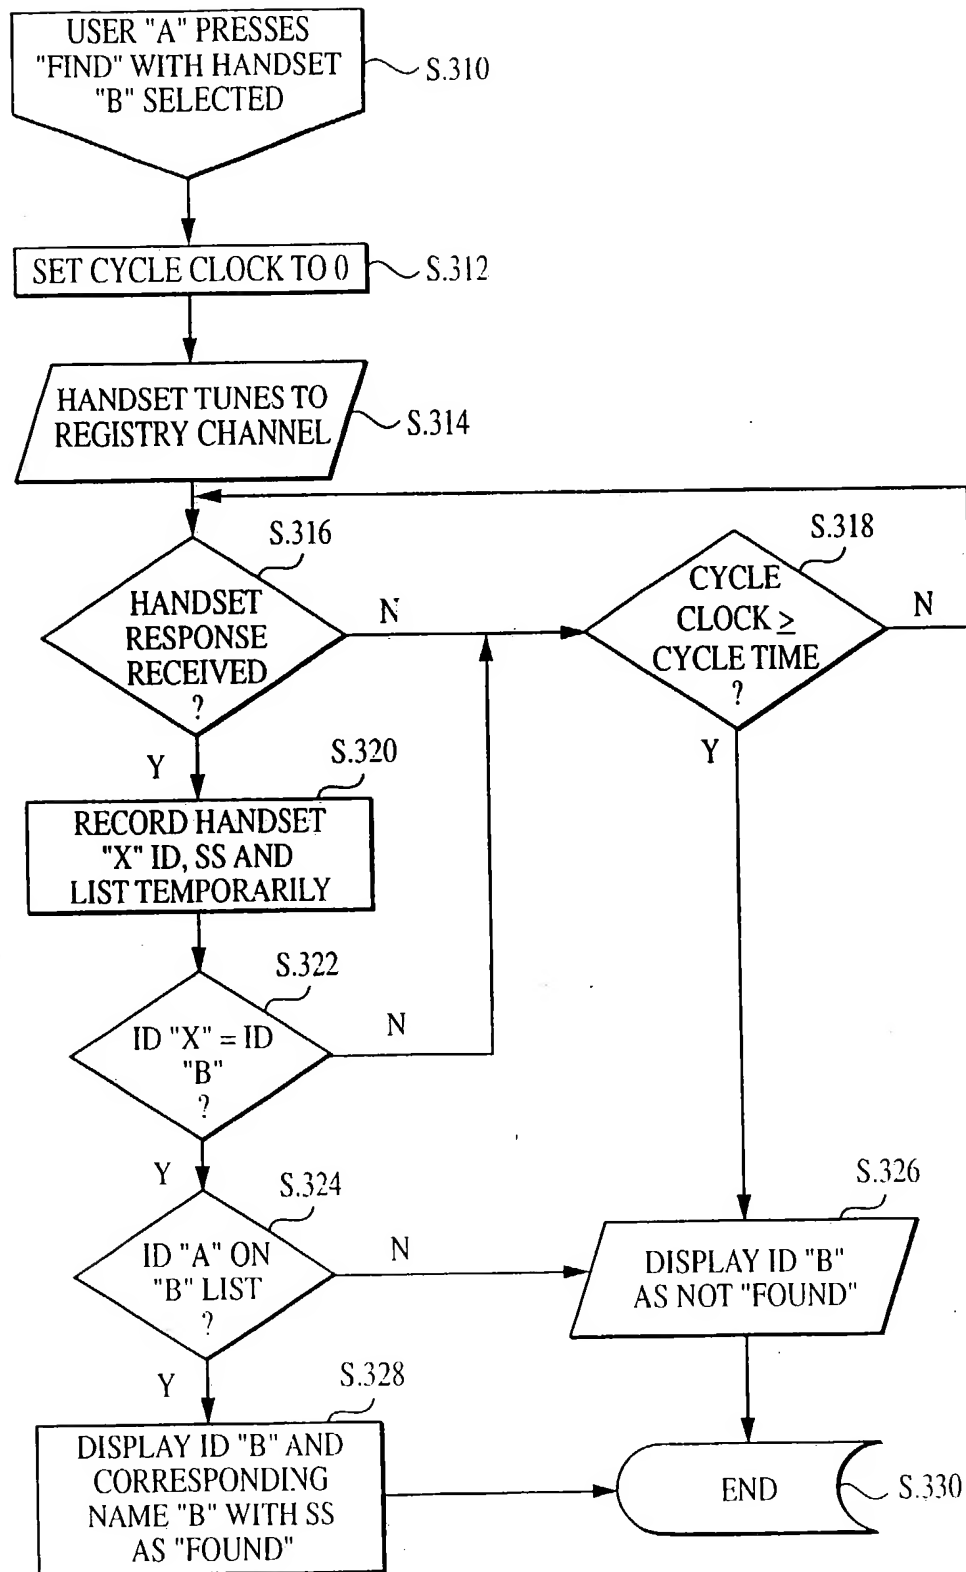 USER "A" PRESSES
"FIND" WITH HANDSET
"B" SELECTED
S.310
SET CYCLE CLOCK TO 0
S.312
HANDSET TUNES TO
REGISTRY CHANNEL
S.314
S.316
HANDSET
RESPONSE
RECEIVED
?
N
Y
S.318
CYCLE
CLOCK ≥
CYCLE TIME
?
N
Y
S.320
RECORD HANDSET
"X" ID, SS AND
LIST TEMPORARILY
S.322
ID "X" = ID
"B"
?
N
Y
S.324
ID "A" ON
"B" LIST
?
N
Y
S.326
DISPLAY ID "B"
AS NOT "FOUND"
S.328
DISPLAY ID "B" AND
CORRESPONDING
NAME "B" WITH SS
AS "FOUND"
END
S.330